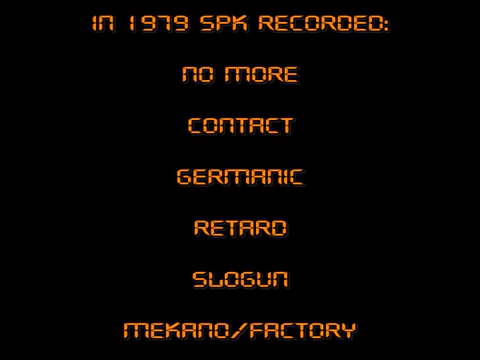 IN 1979 SPK RECORDED:
NO MORE
CONTACT
GERMANIC
RETARD
SLOGUN
MEKANO/FACTORY